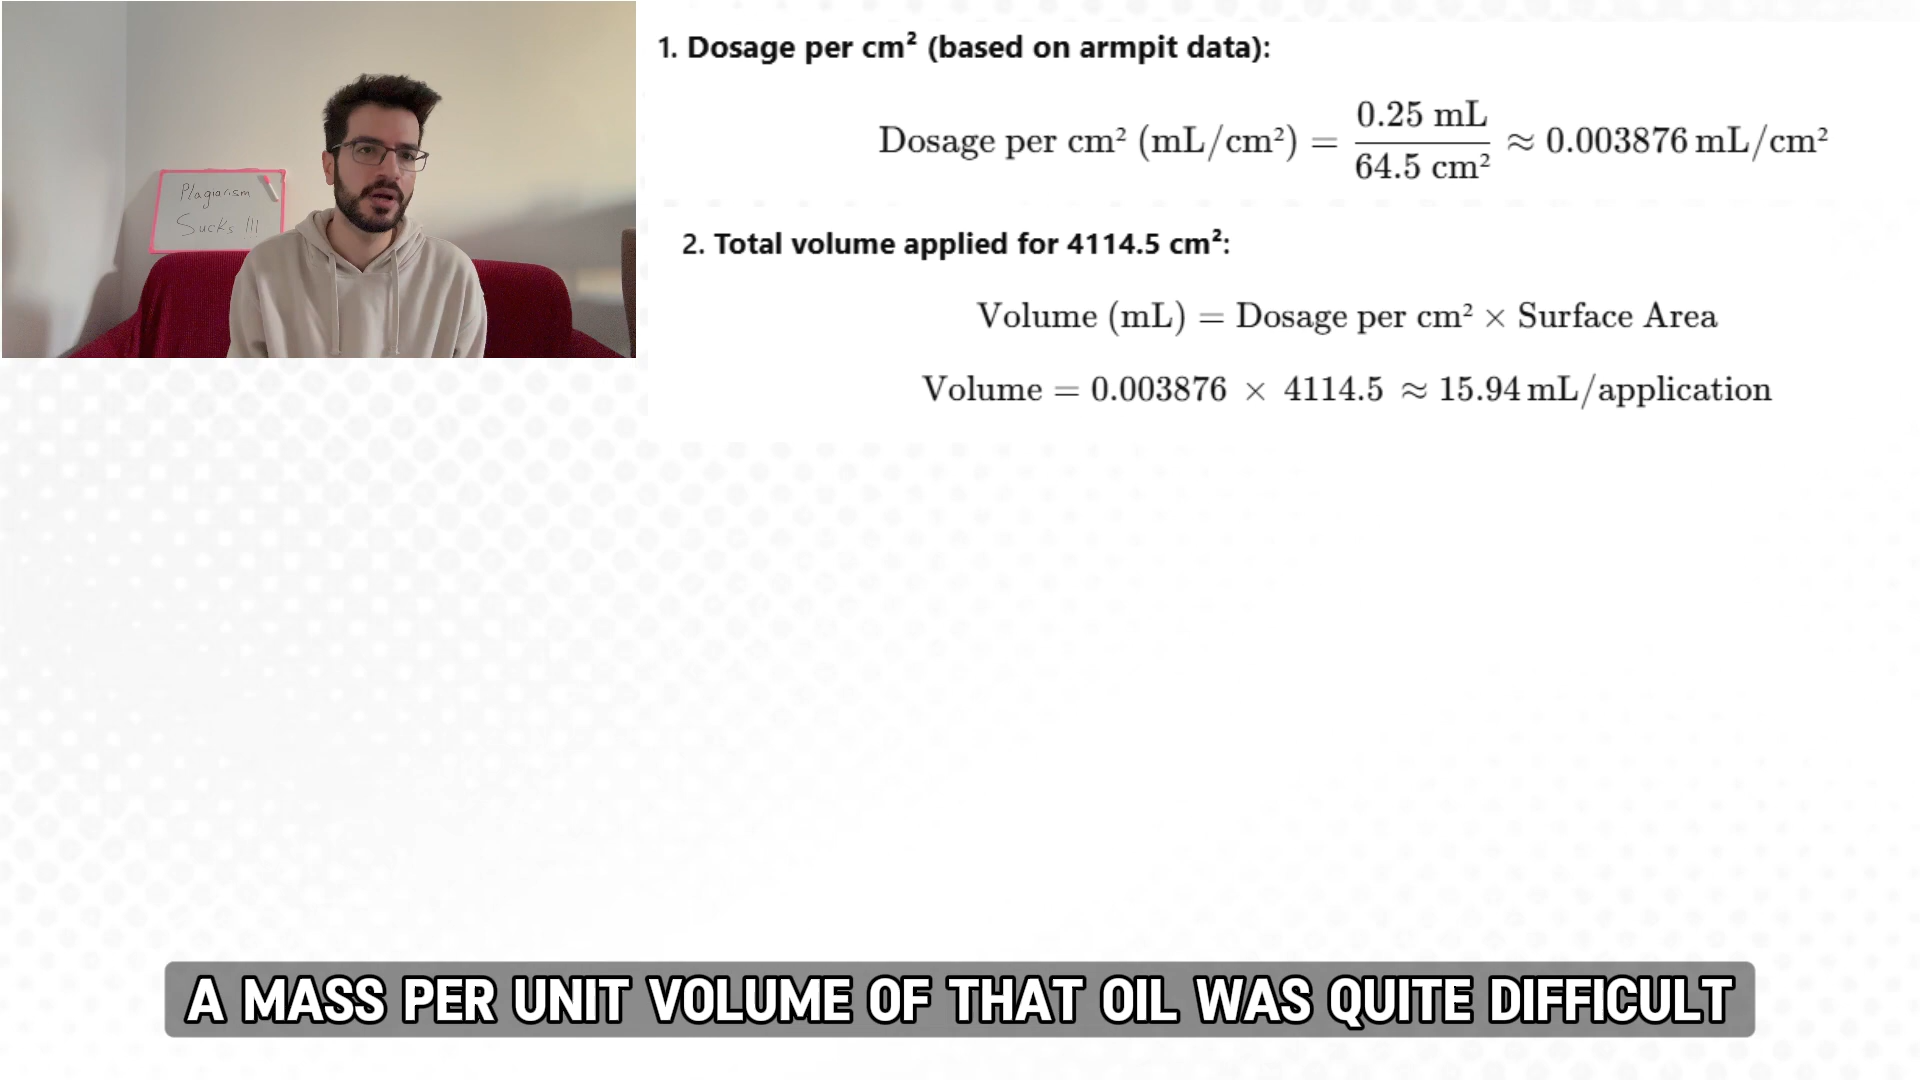 Plagiarism
Sucks !!!
1. Dosage per cm² (based on armpit data):
Dosage per cm² (mL/cm²) = 0.25 mL / 64.5 cm² ≈ 0.003876 mL/cm²
2. Total volume applied for 4114.5 cm²:
Volume (mL) = Dosage per cm² × Surface Area
Volume = 0.003876 × 4114.5 ≈ 15.94 mL/application
A MASS PER UNIT VOLUME OF THAT OIL WAS QUITE DIFFICULT